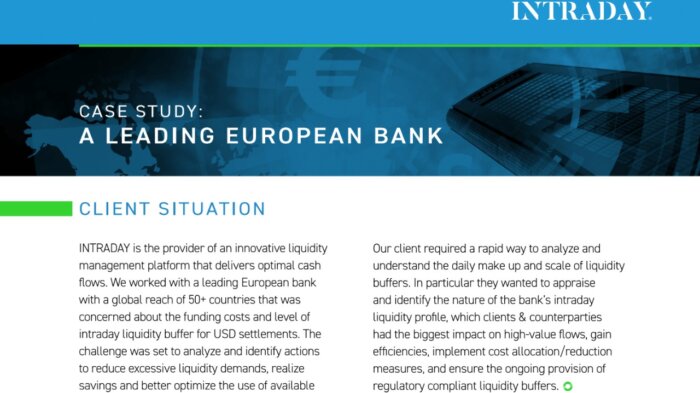 INTRADAY
CASE STUDY:
A LEADING EUROPEAN BANK
CLIENT SITUATION
INTRADAY is the provider of an innovative liquidity
management platform that delivers optimal cash
flows. We worked with a leading European bank
with a global reach of 50+ countries that was
concerned about the funding costs and level of
intraday liquidity buffer for USD settlements. The
challenge was set to analyze and identify actions
to reduce excessive liquidity demands, realize
savings and better optimize the use of available
Our client required a rapid way to analyze and
understand the daily make up and scale of liquidity
buffers. In particular they wanted to appraise
and identify the nature of the bank's intraday
liquidity profile, which clients & counterparties
had the biggest impact on high-value flows, gain
efficiencies, implement cost allocation/reduction
measures, and ensure the ongoing provision of
regulatory compliant liquidity buffers.